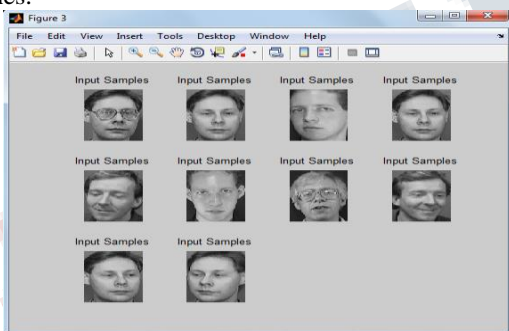 es.
Figure 3
File Edit View Insert Tools Desktop Window Help
Input Samples Input Samples Input Samples Input Samples
Input Samples Input Samples Input Samples Input Samples
Input Samples Input Samples